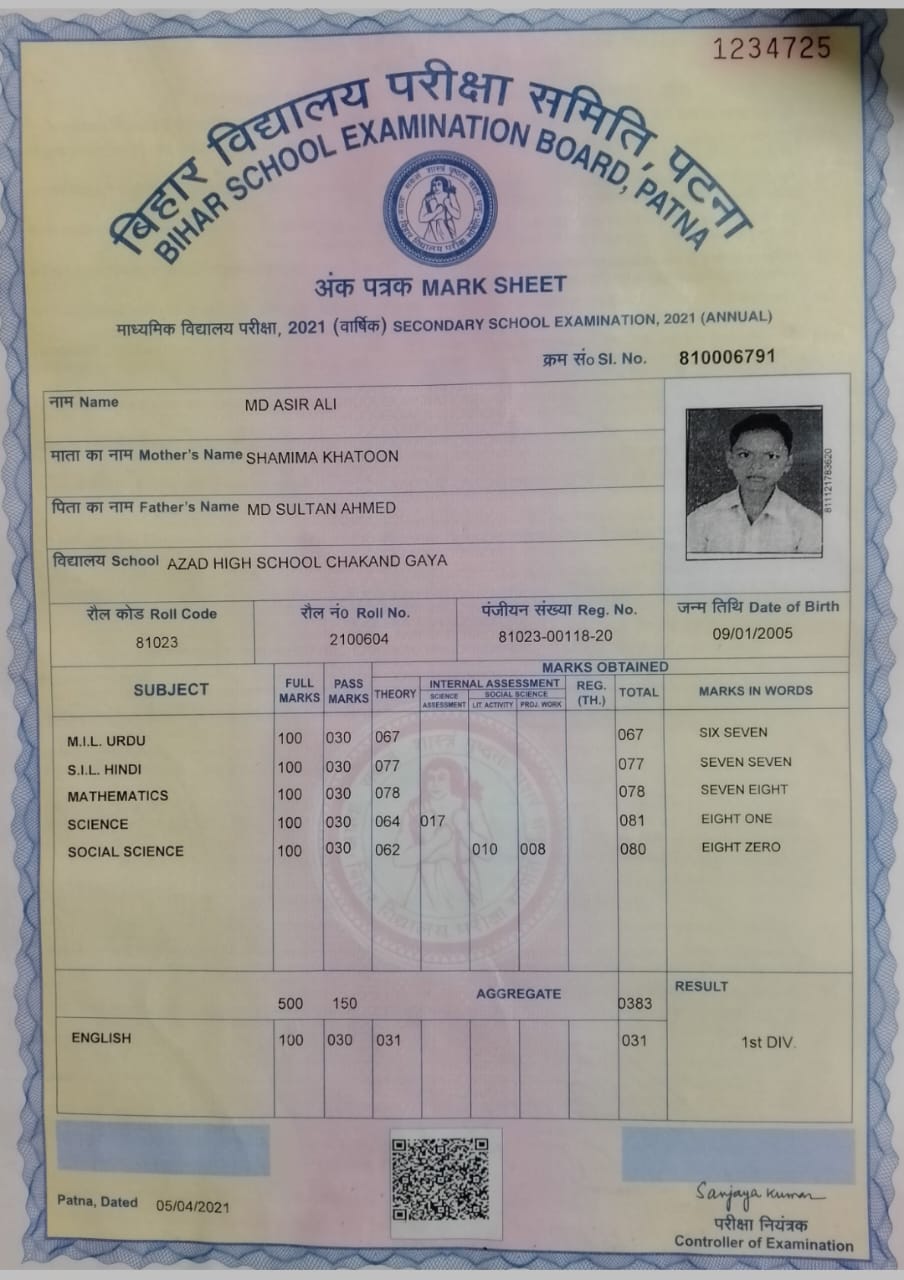 1234725
बिहार विद्यालय परीक्षा समिति, पटना
BIHAR SCHOOL EXAMINATION BOARD, PATNA
अंक पत्रक MARK SHEET
माध्यमिक विद्यालय परीक्षा, 2021 (वार्षिक) SECONDARY SCHOOL EXAMINATION, 2021 (ANNUAL)
क्रम सं० Sl. No. 810006791
नाम Name MD ASIR ALI
माता का नाम Mother's Name SHAMIMA KHATOON
पिता का नाम Father's Name MD SULTAN AHMED
विद्यालय School AZAD HIGH SCHOOL CHAKAND GAYA
811121783620
रौल कोड Roll Code रौल नं० Roll No. पंजीयन संख्या Reg. No. जन्म तिथि Date of Birth
81023 2100604 81023-00118-20 09/01/2005
MARKS OBTAINED
SUBJECT FULL MARKS PASS MARKS THEORY INTERNAL ASSESSMENT REG. (TH.) TOTAL MARKS IN WORDS
SCIENCE ASSESSMENT SOCIAL SCIENCE LIT. ACTIVITY PROJ. WORK
M.I.L. URDU 100 030 067 067 SIX SEVEN
S.I.L. HINDI 100 030 077 077 SEVEN SEVEN
MATHEMATICS 100 030 078 078 SEVEN EIGHT
SCIENCE 100 030 064 017 081 EIGHT ONE
SOCIAL SCIENCE 100 030 062 010 008 080 EIGHT ZERO
500 150 AGGREGATE 0383 RESULT
ENGLISH 100 030 031 031 1st DIV.
Patna, Dated 05/04/2021
Sanjaya Kumar
परीक्षा नियंत्रक
Controller of Examination